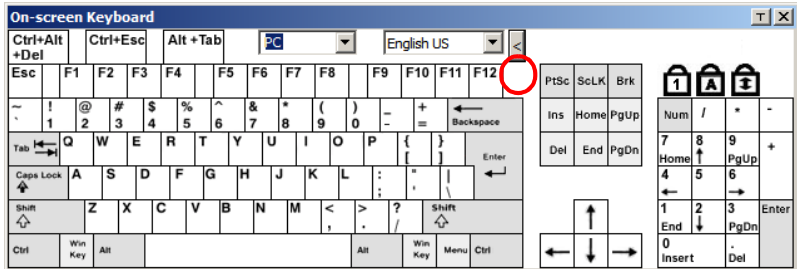 On-screen Keyboard T X
Ctrl+Alt +Del Ctrl+Esc Alt +Tab PC English US <
Esc F1 F2 F3 F4 F5 F6 F7 F8 F9 F10 F11 F12 PtSc ScLK Brk 1 A
~ ! @ # $ % ^ & * ( ) _ +
` 1 2 3 4 5 6 7 8 9 0 - = Backspace Ins Home PgUp Num / * -
Tab Q W E R T Y U I O P { }
[ ] Enter Del End PgDn 7 8 9 +
Home PgUp
Caps Lock A S D F G H J K L : " | 4 5 6
; ' \
Shift Z X C V B N M < > ? Shift 1 2 3 Enter
, . / End PgDn
Ctrl Win Key Alt Alt Win Key Menu Ctrl 0 .
Insert Del